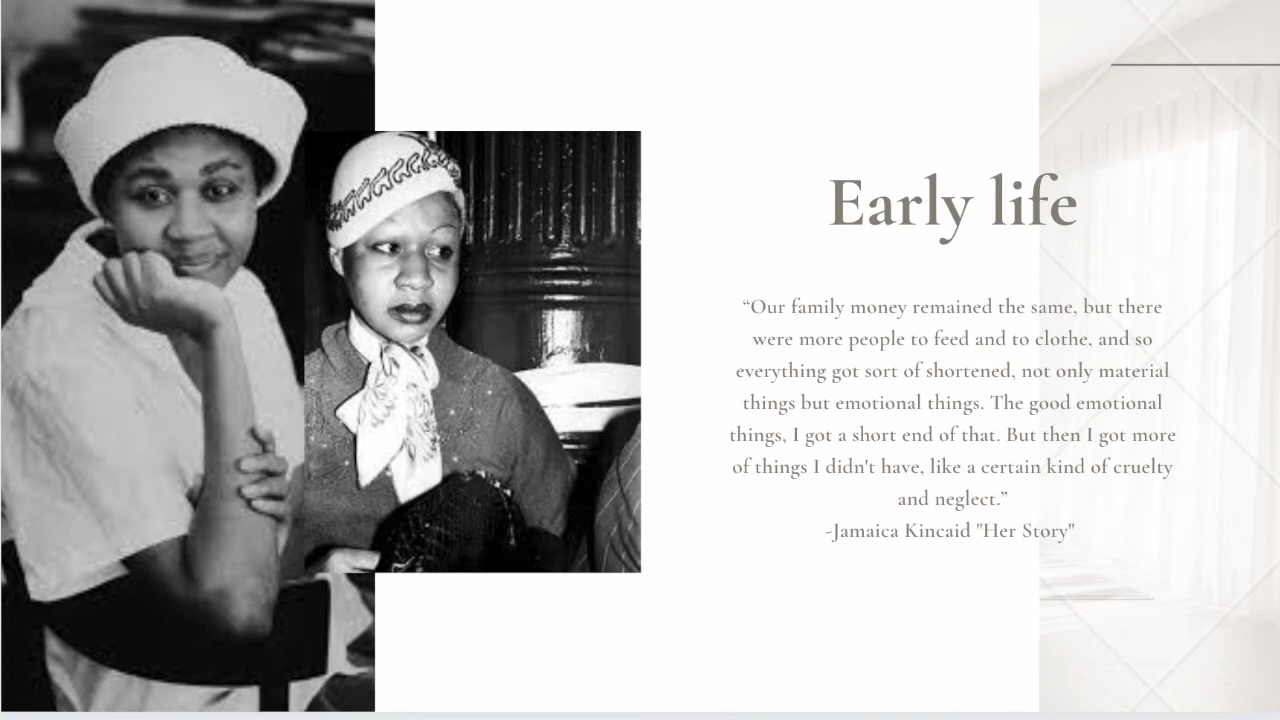 Early life
“Our family money remained the same, but there
were more people to feed and to clothe, and so
everything got sort of shortened, not only material
things but emotional things. The good emotional
things, I got a short end of that. But then I got more
of things I didn't have, like a certain kind of cruelty
and neglect.”
-Jamaica Kincaid "Her Story"